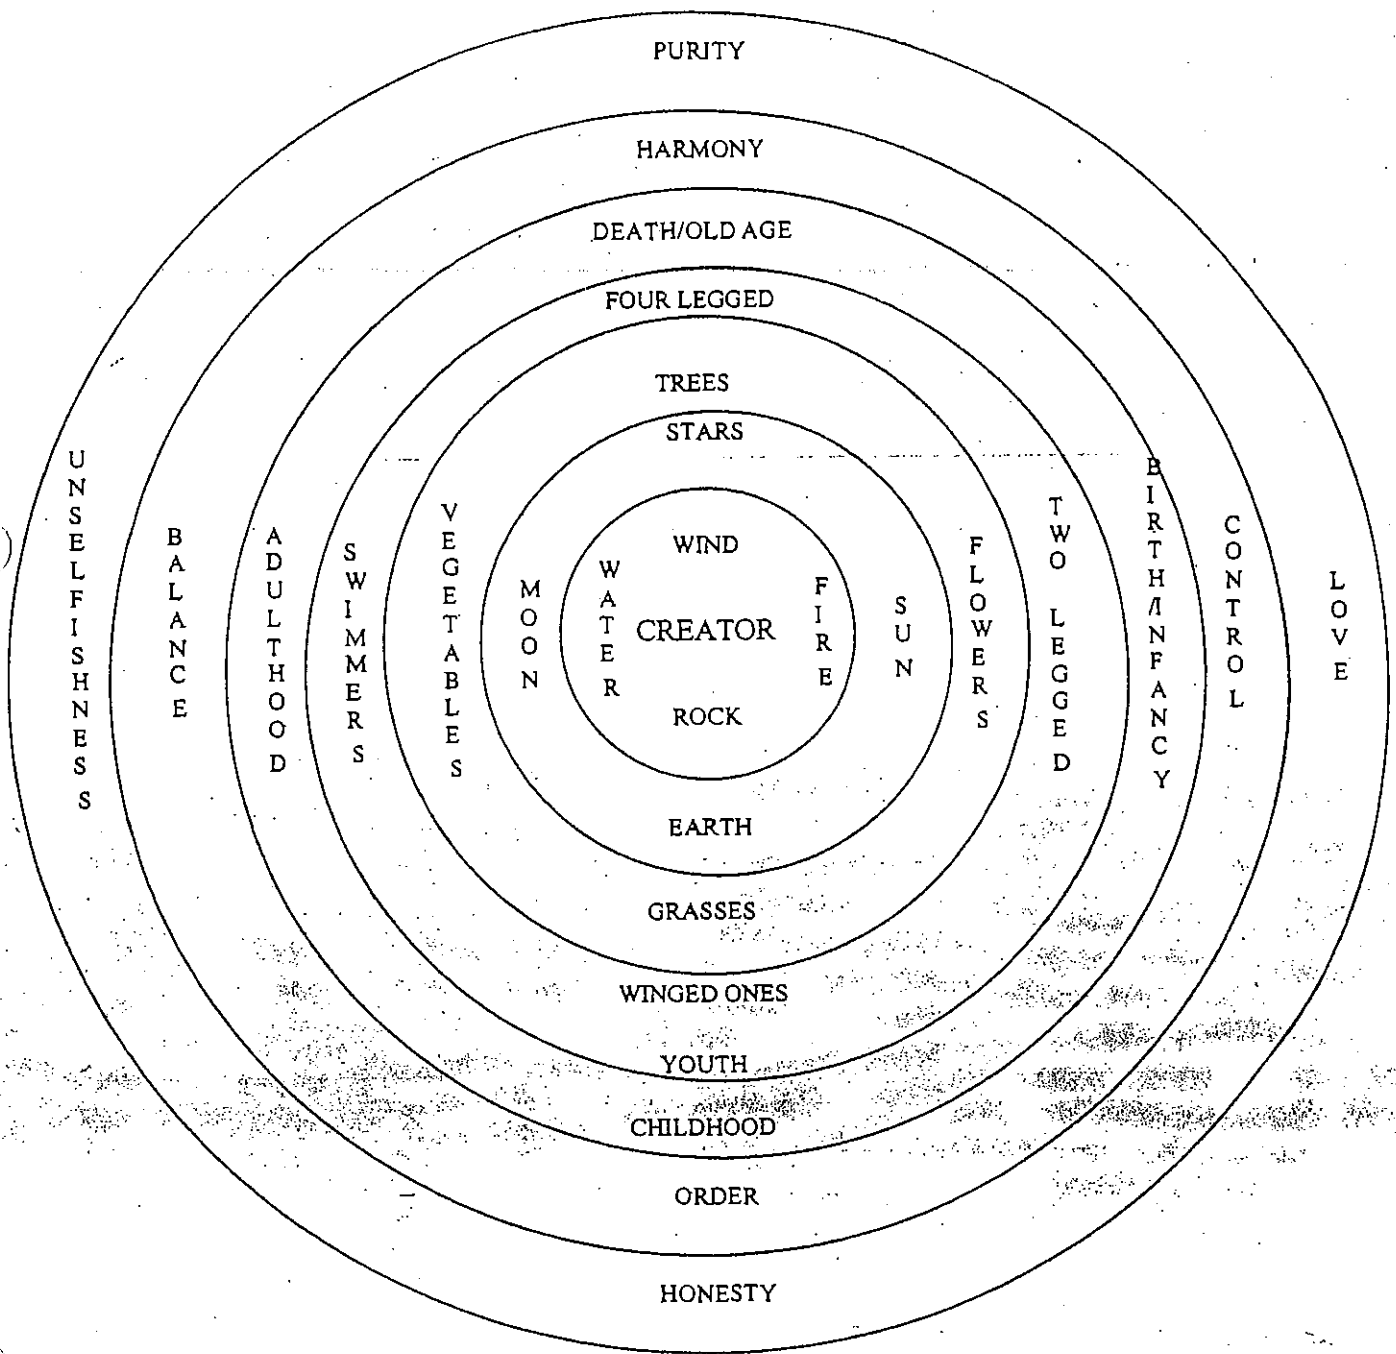 PURITY
HARMONY
DEATH/OLD AGE
FOUR LEGGED
TREES
STARS
UNSELFISHNESS
BALANCE
ADULTHOOD
SWIMMERS
VEGETABLES
MOON
WATER
WIND
CREATOR
ROCK
FIRE
SUN
FLOWERS
TWO LEGGED
BIRTH/INFANCY
CONTROL
LOVE
EARTH
GRASSES
WINGED ONES
YOUTH
CHILDHOOD
ORDER
HONESTY